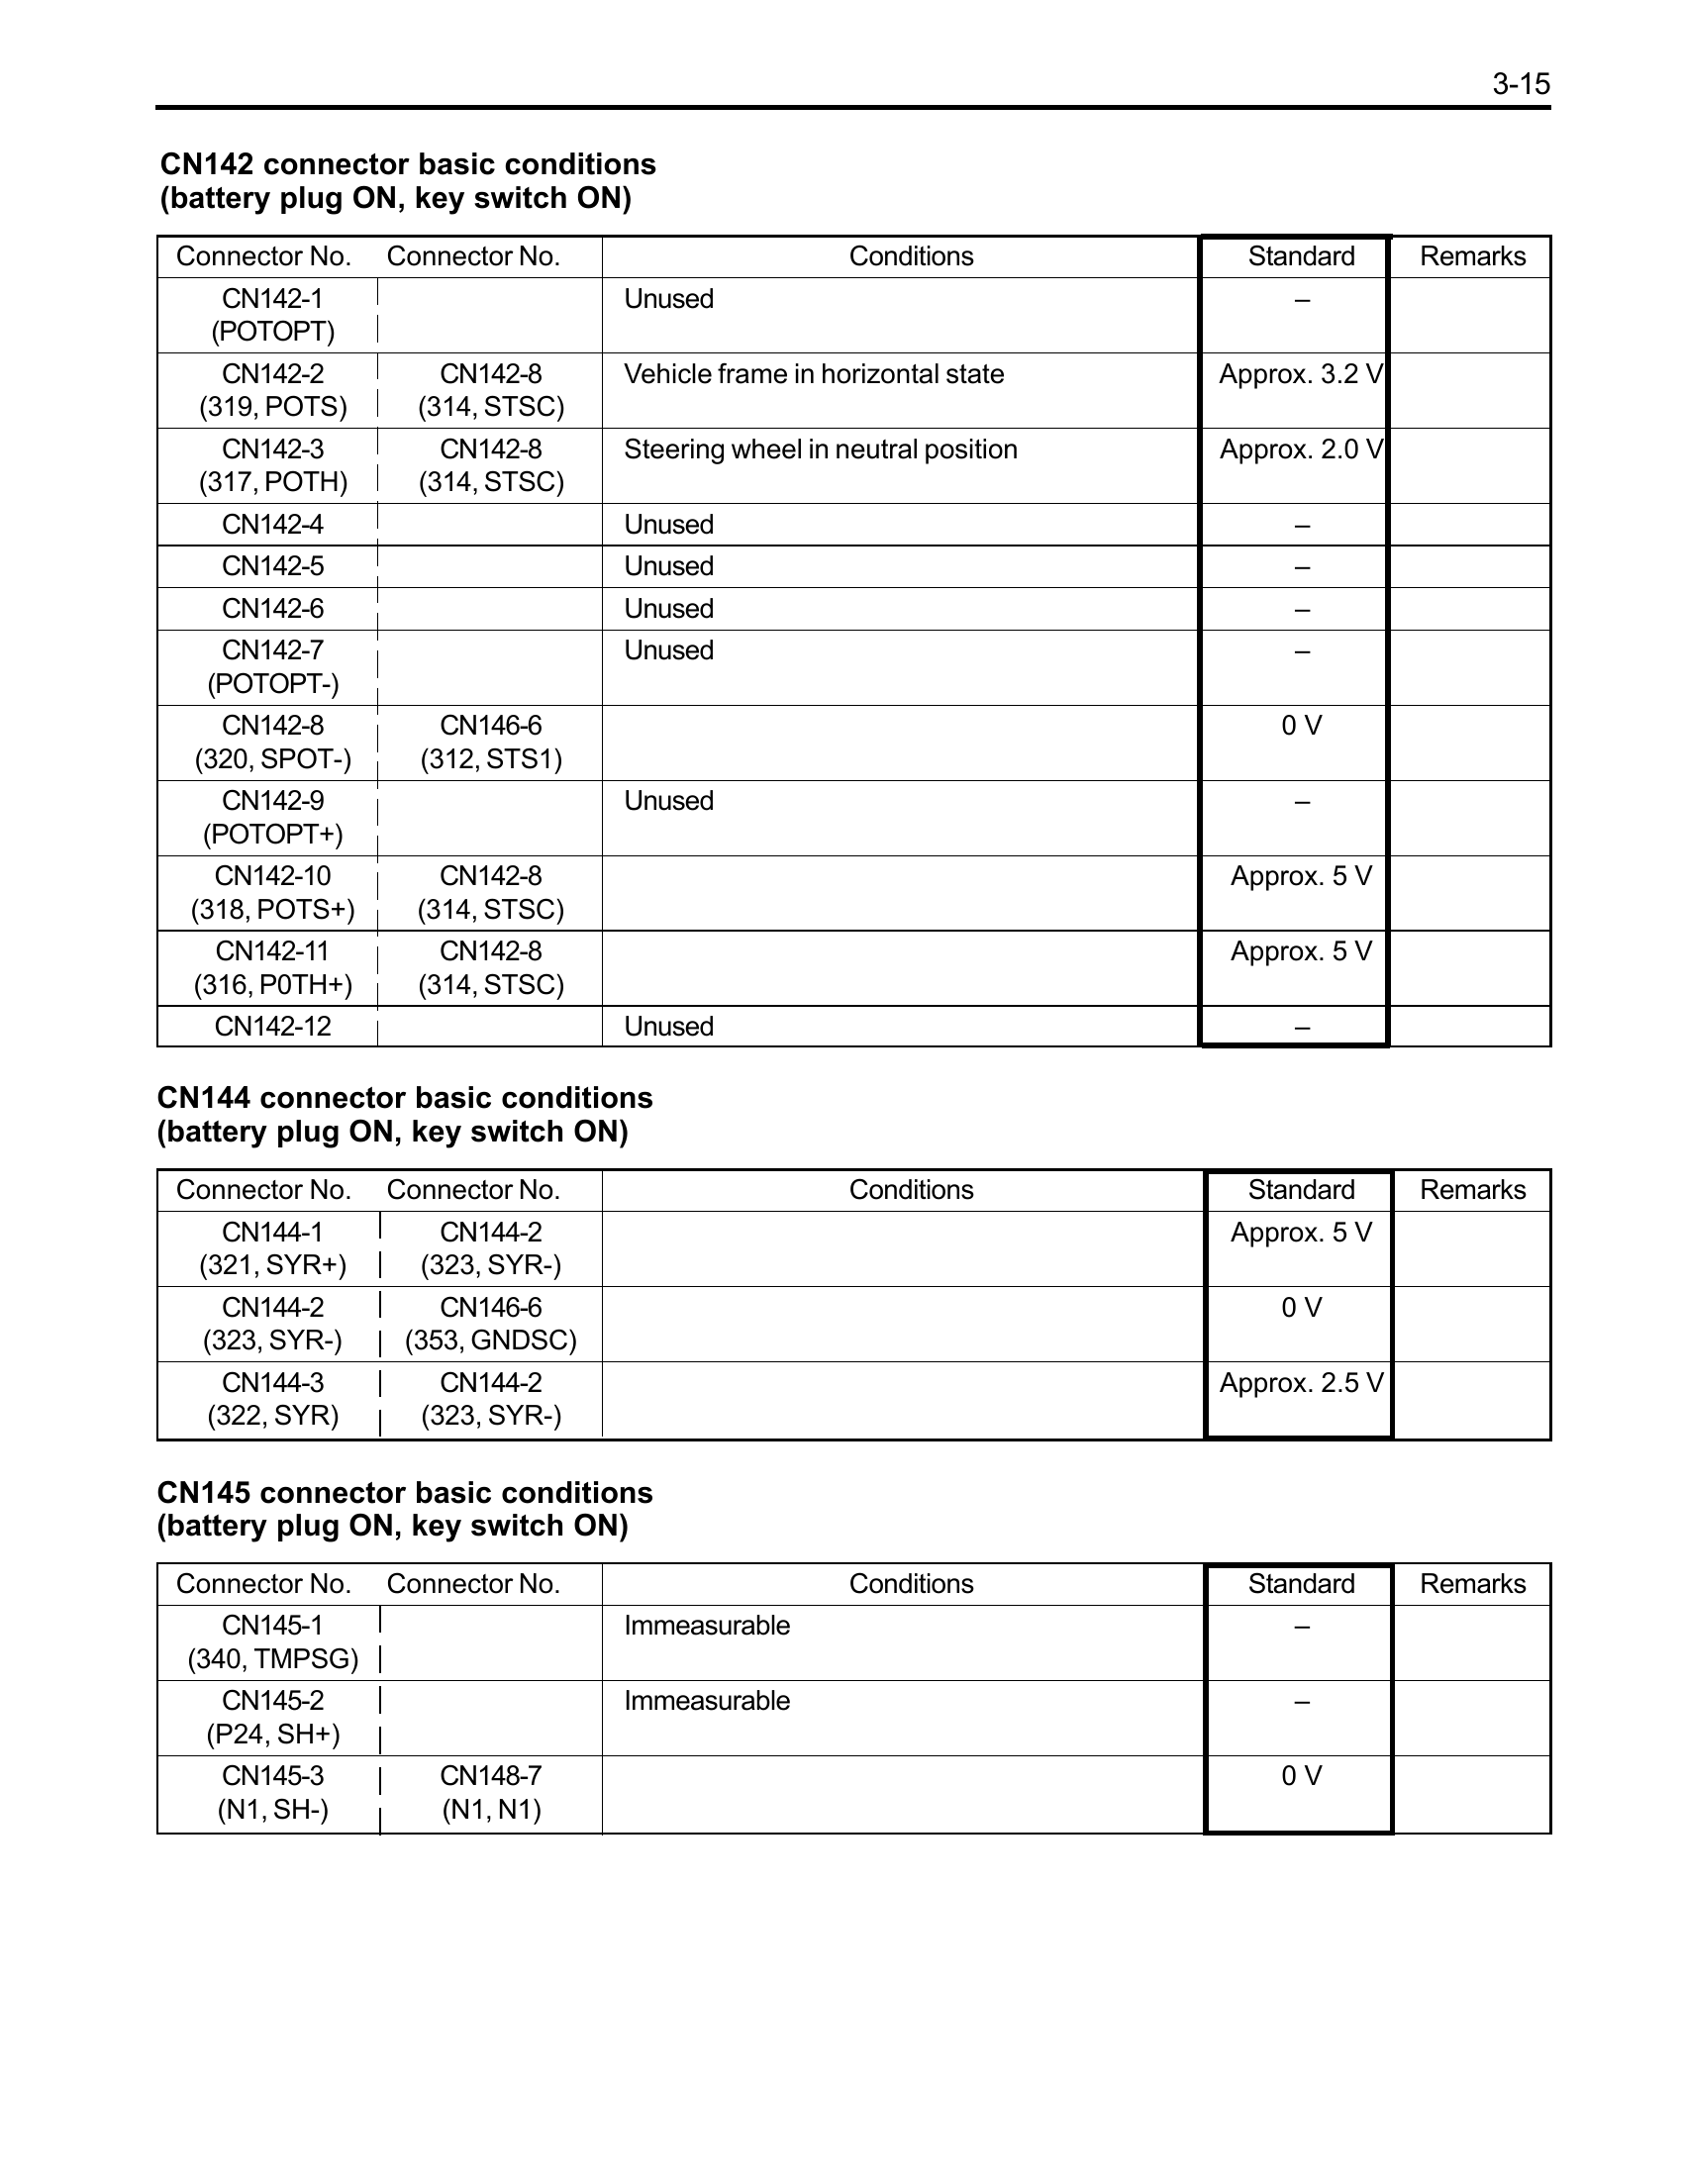 3-15
CN142 connector basic conditions
(battery plug ON, key switch ON)
Connector No. Connector No. Conditions Standard Remarks
CN142-1 Unused –
(POTOPT)
CN142-2 CN142-8 Vehicle frame in horizontal state Approx. 3.2 V
(319, POTS) (314, STSC)
CN142-3 CN142-8 Steering wheel in neutral position Approx. 2.0 V
(317, POTH) (314, STSC)
CN142-4 Unused –
CN142-5 Unused –
CN142-6 Unused –
CN142-7 Unused –
(POTOPT-)
CN142-8 CN146-6 0 V
(320, SPOT-) (312, STS1)
CN142-9 Unused –
(POTOPT+)
CN142-10 CN142-8 Approx. 5 V
(318, POTS+) (314, STSC)
CN142-11 CN142-8 Approx. 5 V
(316, P0TH+) (314, STSC)
CN142-12 Unused –
CN144 connector basic conditions
(battery plug ON, key switch ON)
Connector No. Connector No. Conditions Standard Remarks
CN144-1 CN144-2 Approx. 5 V
(321, SYR+) (323, SYR-)
CN144-2 CN146-6 0 V
(323, SYR-) (353, GNDSC)
CN144-3 CN144-2 Approx. 2.5 V
(322, SYR) (323, SYR-)
CN145 connector basic conditions
(battery plug ON, key switch ON)
Connector No. Connector No. Conditions Standard Remarks
CN145-1 Immeasurable –
(340, TMPSG)
CN145-2 Immeasurable –
(P24, SH+)
CN145-3 CN148-7 0 V
(N1, SH-) (N1, N1)